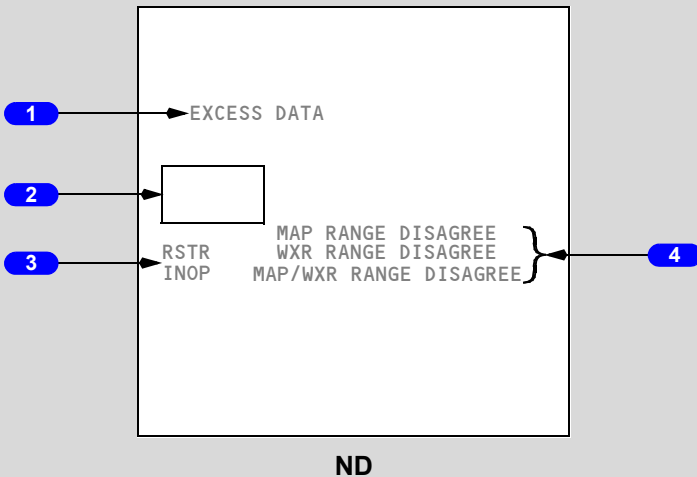 1
EXCESS DATA
2
MAP RANGE DISAGREE
RSTR
WXR RANGE DISAGREE
3
INOP
MAP/WXR RANGE DISAGREE
4
ND